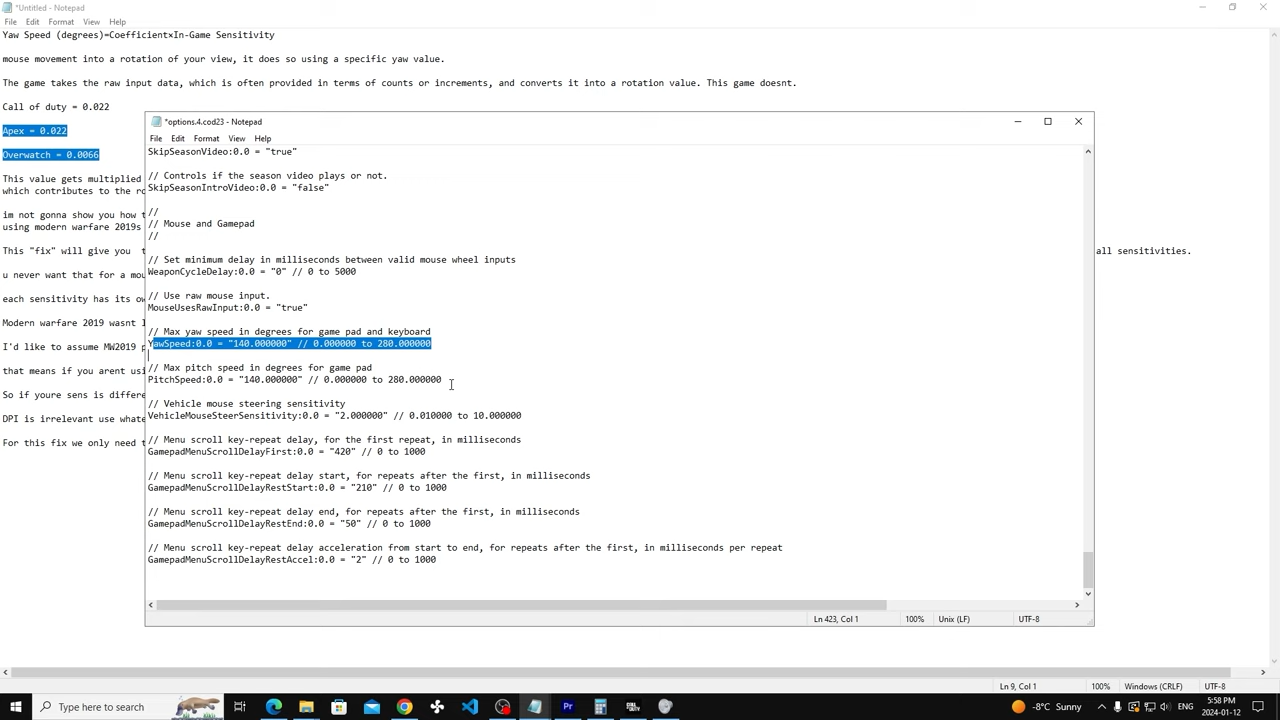 *Untitled - Notepad
File Edit Format View Help
Yaw Speed (degrees)=Coefficient×In-Game Sensitivity
mouse movement into a rotation of your view, it does so using a specific yaw value.
The game takes the raw input data, which is often provided in terms of counts or increments, and converts it into a rotation value. This game doesnt.
Call of duty = 0.022
Apex = 0.022
Overwatch = 0.0066
This value gets multiplied
which contributes to the
im not gonna show you how
using modern warfare 2019s
This "fix" will give you
all sensitivities.
u never want that for a
each sensitivity has its
Modern warfare 2019 wasnt
I'd like to assume MW2019
that means if you arent
So if youre sens is
DPI is irrelevant use
For this fix we only need
*options.4.cod23 - Notepad
File Edit Format View Help
SkipSeasonVideo:0.0 = "true"
// Controls if the season video plays or not.
SkipSeasonIntroVideo:0.0 = "false"
//
// Mouse and Gamepad
//
// Set minimum delay in milliseconds between valid mouse wheel inputs
WeaponCycleDelay:0.0 = "0" // 0 to 5000
// Use raw mouse input.
MouseUsesRawInput:0.0 = "true"
// Max yaw speed in degrees for game pad and keyboard
YawSpeed:0.0 = "140.000000" // 0.000000 to 280.000000
// Max pitch speed in degrees for game pad
PitchSpeed:0.0 = "140.000000" // 0.000000 to 280.000000
// Vehicle mouse steering sensitivity
VehicleMouseSteerSensitivity:0.0 = "2.000000" // 0.010000 to 10.000000
// Menu scroll key-repeat delay, for the first repeat, in milliseconds
GamepadMenuScrollDelayFirst:0.0 = "420" // 0 to 1000
// Menu scroll key-repeat delay start, for repeats after the first, in milliseconds
GamepadMenuScrollDelayRestStart:0.0 = "210" // 0 to 1000
// Menu scroll key-repeat delay end, for repeats after the first, in milliseconds
GamepadMenuScrollDelayRestEnd:0.0 = "50" // 0 to 1000
// Menu scroll key-repeat delay acceleration from start to end, for repeats after the first, in milliseconds per repeat
GamepadMenuScrollDelayRestAccel:0.0 = "2" // 0 to 1000
Ln 423, Col 1 100% Unix (LF) UTF-8
Ln 9, Col 1 100% Windows (CRLF) UTF-8
Type here to search
-8°C Sunny
ENG
5:58 PM
2024-01-12